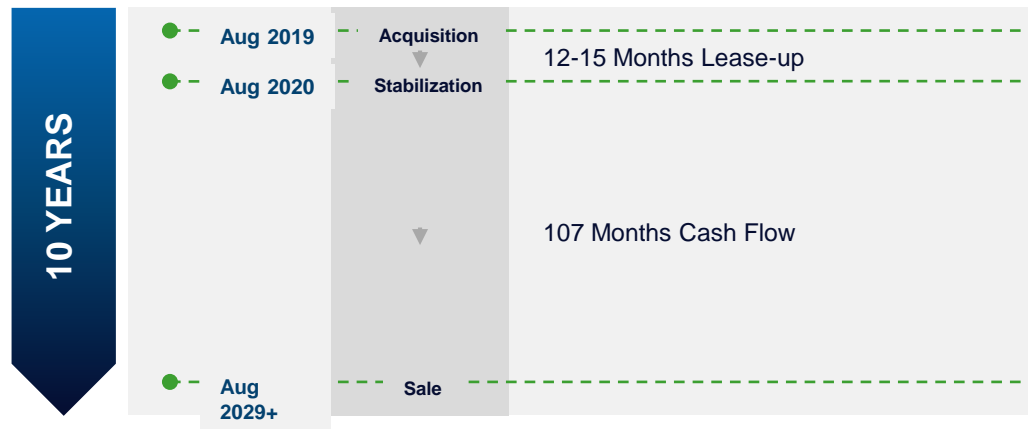 10 YEARS
Aug 2019
Acquisition
12-15 Months Lease-up
Aug 2020
Stabilization
107 Months Cash Flow
Aug
2029+
Sale